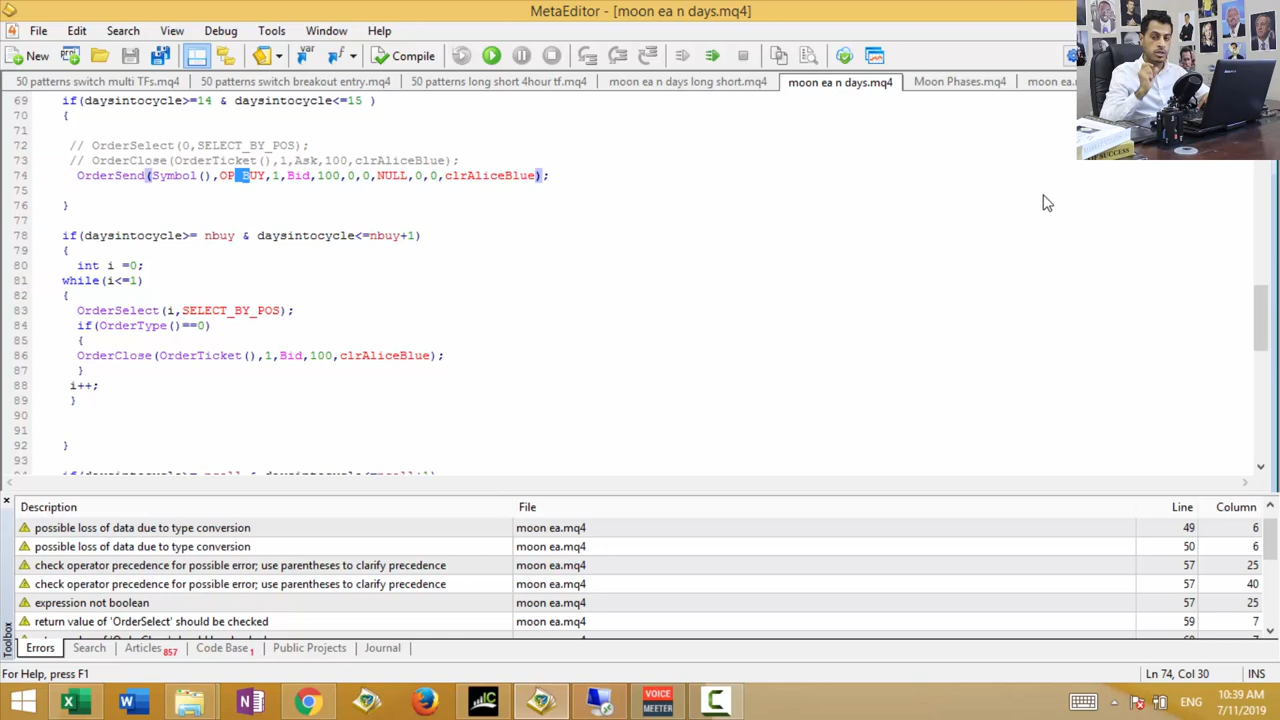 MetaEditor - [moon ea n days.mq4]
File Edit Search View Debug Tools Window Help
New var Compile
50 patterns switch multi TFs.mq4 50 patterns switch breakout entry.mq4 50 patterns long short 4hour tf.mq4 moon ea n days long short.mq4 moon ea n days.mq4 Moon Phases.mq4 moon ea.
69 if(daysintocycle>=14 & daysintocycle<=15 )
70 {
71
72 // OrderSelect(0,SELECT_BY_POS);
73 // OrderClose(OrderTicket(),1,Ask,100,clrAliceBlue);
74 OrderSend(Symbol(),OP_BUY,1,Bid,100,0,0,NULL,0,0,clrAliceBlue);
75
76 }
77
78 if(daysintocycle>= nbuy & daysintocycle<=nbuy+1)
79 {
80 int i =0;
81 while(i<=1)
82 {
83 OrderSelect(i,SELECT_BY_POS);
84 if(OrderType()==0)
85 {
86 OrderClose(OrderTicket(),1,Bid,100,clrAliceBlue);
87 }
88 i++;
89 }
90
91
92 }
93
OF SUCCESS
Description File Line Column
possible loss of data due to type conversion moon ea.mq4 49 6
possible loss of data due to type conversion moon ea.mq4 50 6
check operator precedence for possible error; use parentheses to clarify precedence moon ea.mq4 57 25
check operator precedence for possible error; use parentheses to clarify precedence moon ea.mq4 57 40
expression not boolean moon ea.mq4 57 25
return value of 'OrderSelect' should be checked moon ea.mq4 59 7
Toolbox
Errors Search Articles 857 Code Base 1 Public Projects Journal
For Help, press F1 Ln 74, Col 30 INS
VOICE MEETER
ENG
10:39 AM
7/11/2019